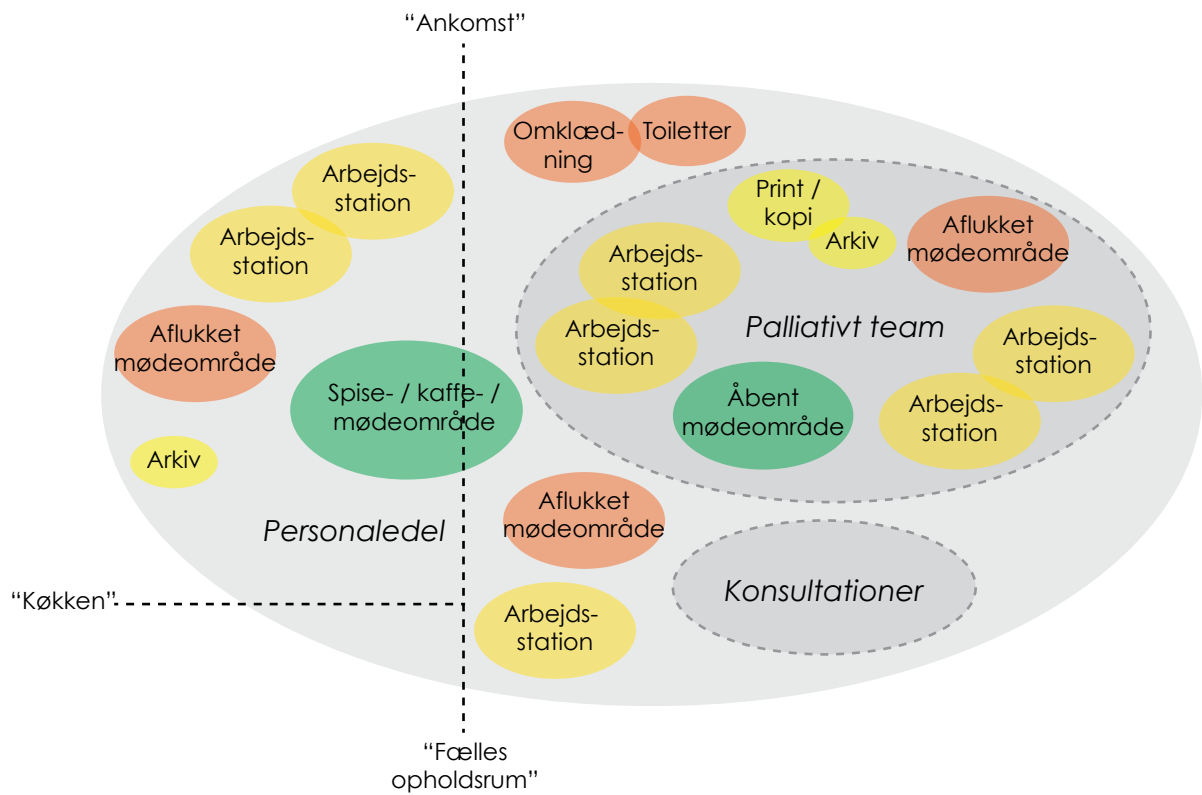 “Ankomst”
Omklæd-
ning
Toiletter
Arbejds-
station
Arbejds-
station
Print /
kopi
Arkiv
Aflukket
mødeområde
Arbejds-
station
Arbejds-
station
Palliativt team
Arbejds-
station
Arbejds-
station
Åbent
mødeområde
Aflukket
mødeområde
Spise- / kaffe- /
mødeområde
Arkiv
Personaledel
Aflukket
mødeområde
Konsultationer
“Køkken”
Arbejds-
station
“Fælles
opholdsrum”